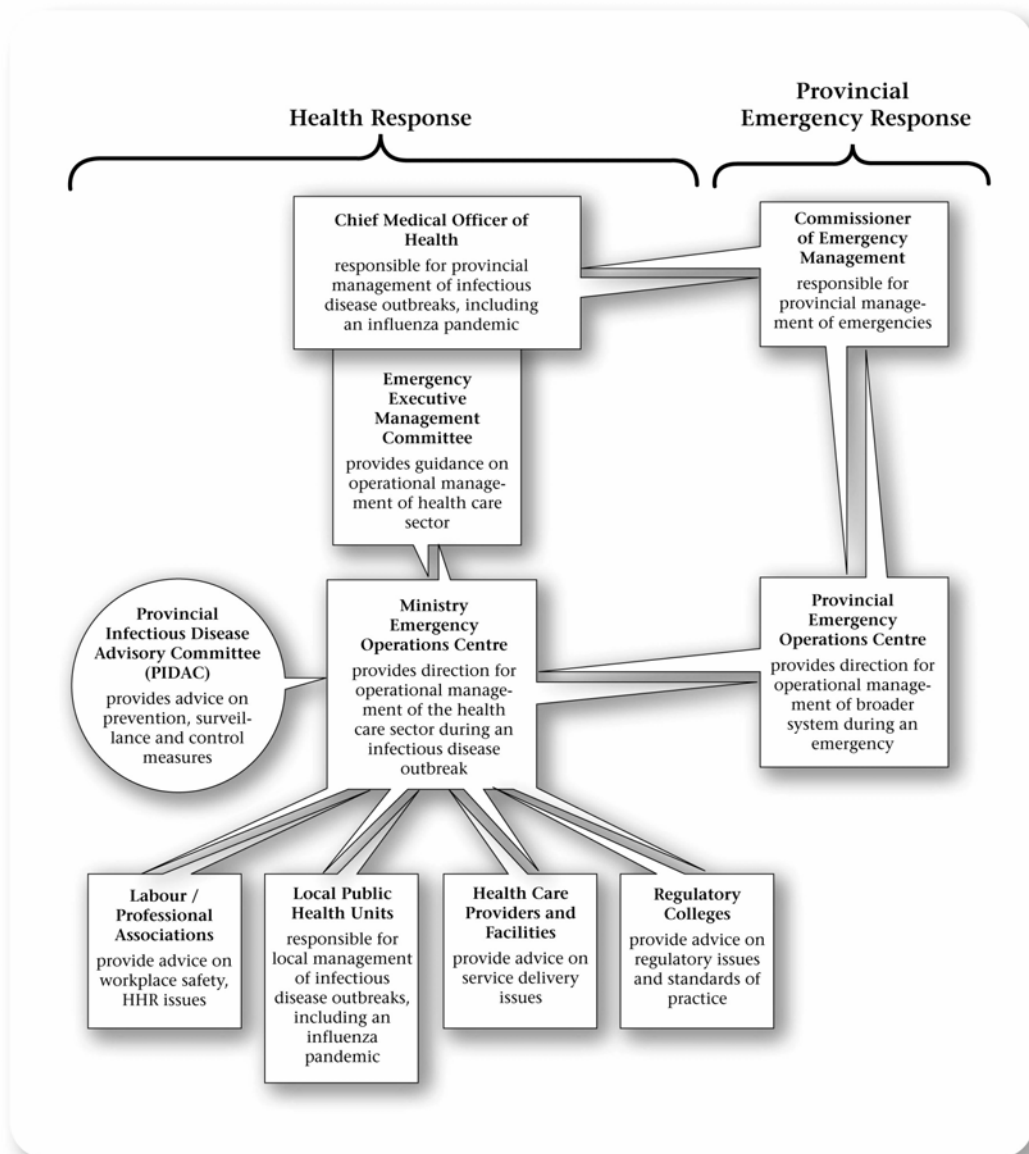 Health Response
Provincial
Emergency Response
Chief Medical Officer of
Health
responsible for provincial
management of infectious
disease outbreaks, including
an influenza pandemic
Commissioner
of Emergency
Management
responsible for
provincial manage-
ment of emergencies
Emergency
Executive
Management
Committee
provides guidance on
operational manage-
ment of health care
sector
Provincial
Infectious Disease
Advisory Committee
(PIDAC)
provides advice on
prevention, surveil-
lance and control
measures
Ministry
Emergency
Operations Centre
provides direction for
operational manage-
ment of the health
care sector during an
infectious disease
outbreak
Provincial
Emergency
Operations Centre
provides direction for
operational manage-
ment of broader
system during an
emergency
Labour /
Professional
Associations
provide advice on
workplace safety,
HHR issues
Local Public
Health Units
responsible for
local management
of infectious
disease outbreaks,
including an
influenza
pandemic
Health Care
Providers and
Facilities
provide advice on
service delivery
issues
Regulatory
Colleges
provide advice on
regulatory issues
and standards of
practice